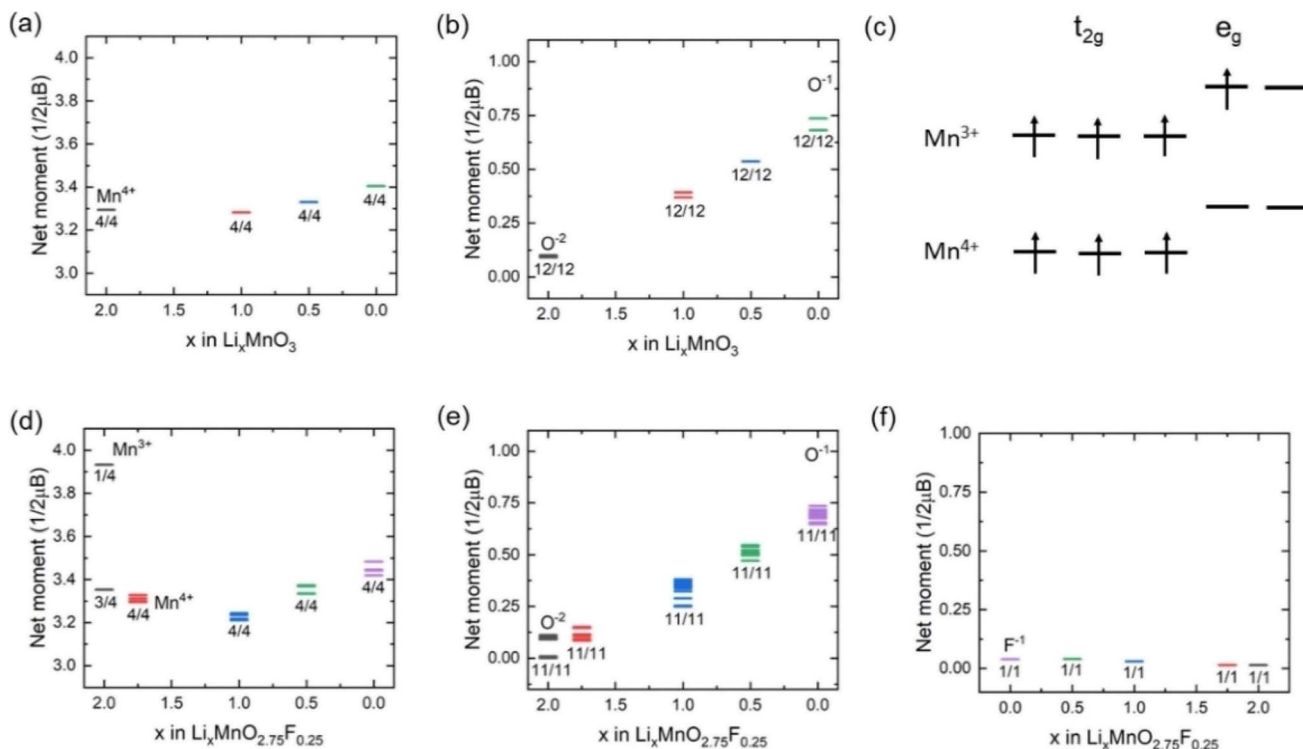 (a)
Net moment (1/2μB)
4.0
3.8
3.6
3.4
3.2
3.0
Mn⁴⁺
4/4
4/4
4/4
4/4
2.0 1.5 1.0 0.5 0.0
x in LiₓMnO₃
(b)
Net moment (1/2μB)
1.00
0.75
0.50
0.25
0.00
O⁻¹
12/12
12/12
12/12
O⁻²
12/12
2.0 1.5 1.0 0.5 0.0
x in LiₓMnO₃
(c)
t₂g e_g
Mn³⁺
Mn⁴⁺
(d)
Net moment (1/2μB)
4.0
3.8
3.6
3.4
3.2
3.0
Mn³⁺
1/4
3/4
4/4
Mn⁴⁺
4/4
4/4
4/4
2.0 1.5 1.0 0.5 0.0
x in LiₓMnO₂.₇₅F₀.₂₅
(e)
Net moment (1/2μB)
1.00
0.75
0.50
0.25
0.00
O⁻¹
11/11
11/11
11/11
O⁻²
11/11
11/11
2.0 1.5 1.0 0.5 0.0
x in LiₓMnO₂.₇₅F₀.₂₅
(f)
Net moment (1/2μB)
1.00
0.75
0.50
0.25
0.00
F⁻¹
1/1
1/1
1/1
1/1
1/1
0.0 0.5 1.0 1.5 2.0
x in LiₓMnO₂.₇₅F₀.₂₅